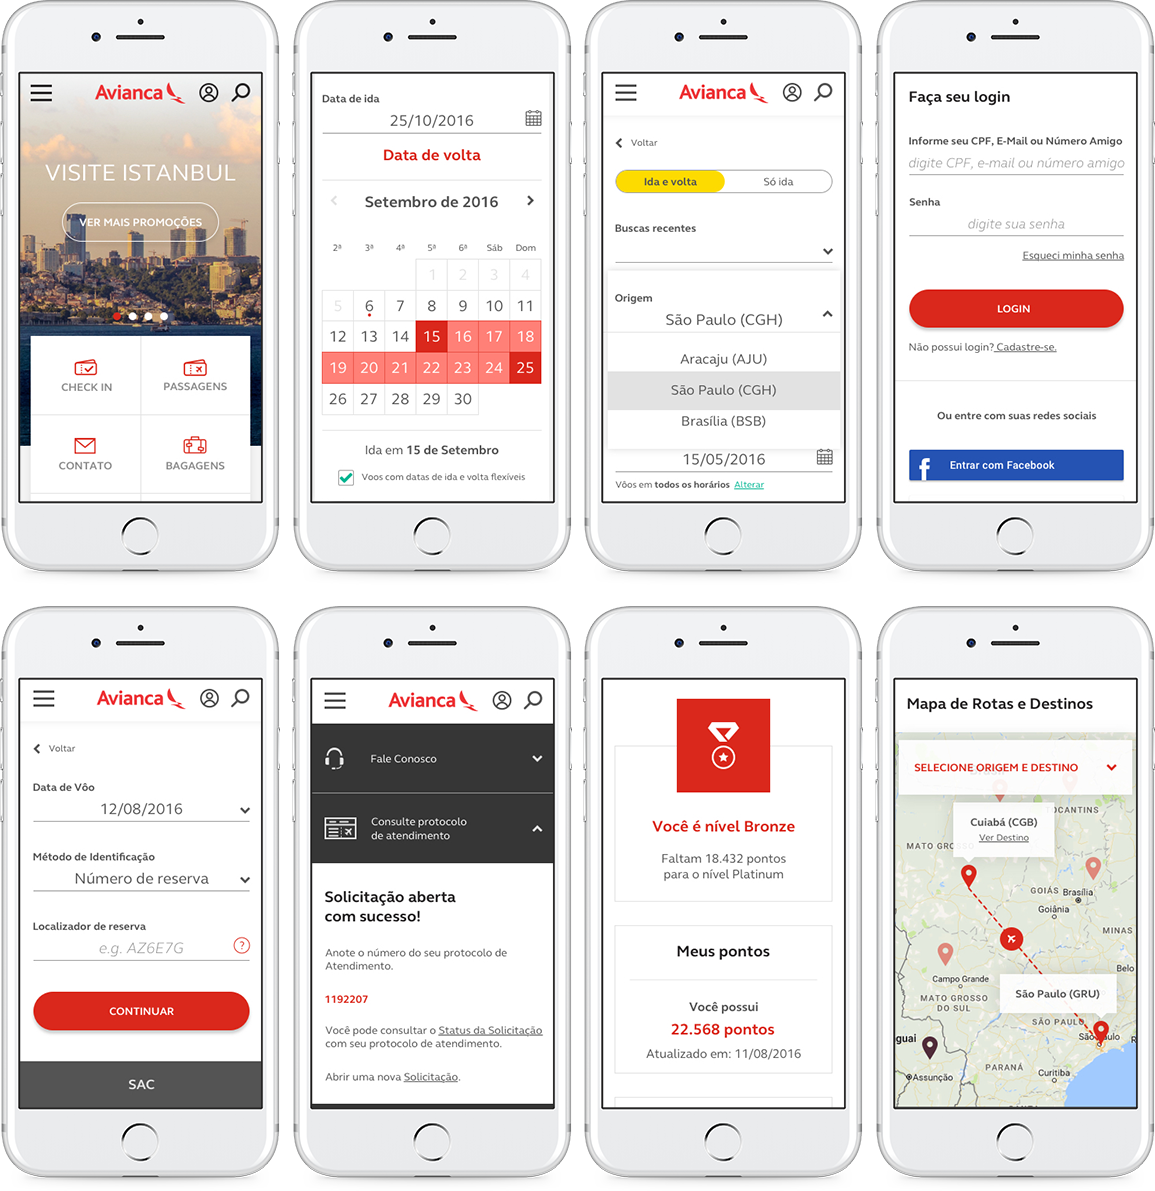 Avianca
VISITE ISTANBUL
VER MAIS PROMOÇÕES
CHECK IN
PASSAGENS
CONTATO
BAGAGENS
Data de ida
25/10/2016
Data de volta
Setembro de 2016
2ª 3ª 4ª 5ª 6ª Sáb Dom
1 2 3 4
5 6 7 8 9 10 11
12 13 14 15 16 17 18
19 20 21 22 23 24 25
26 27 28 29 30
Ida em 15 de Setembro
Voos com datas de ida e volta flexíveis
Avianca
Voltar
Ida e volta
Só ida
Buscas recentes
Origem
São Paulo (CGH)
Aracaju (AJU)
São Paulo (CGH)
Brasília (BSB)
15/05/2016
Vôos em todos os horários Alterar
Faça seu login
Informe seu CPF, E-Mail ou Número Amigo
digite CPF, e-mail ou número amigo
Senha
digite sua senha
Esqueci minha senha
LOGIN
Não possui login? Cadastre-se.
Ou entre com suas redes sociais
f Entrar com Facebook
Avianca
Voltar
Data de Vôo
12/08/2016
Método de Identificação
Número de reserva
Localizador de reserva
e.g. AZ6E7G
?
CONTINUAR
SAC
Avianca
Fale Conosco
Consulte protocolo
de atendimento
Solicitação aberta
com sucesso!
Anote o número do seu protocolo de
Atendimento.
1192207
Você pode consultar o Status da Solicitação
com seu protocolo de atendimento.
Abrir uma nova Solicitação.
Você é nível Bronze
Faltam 18.432 pontos
para o nível Platinum
Meus pontos
Você possui
22.568 pontos
Atualizado em: 11/08/2016
Mapa de Rotas e Destinos
SELECIONE ORIGEM E DESTINO
OCANTINS
Cuiabá (CGB)
Ver Destino
MATO GROSS
GOIÁS
Brasília
Goiânia
MINAS
Belo
Campo Grande
MATO GROSSO
DO SUL
São Paulo (GRU)
SÃO PAULO
guai
PARANÁ
Curitiba
Assunção